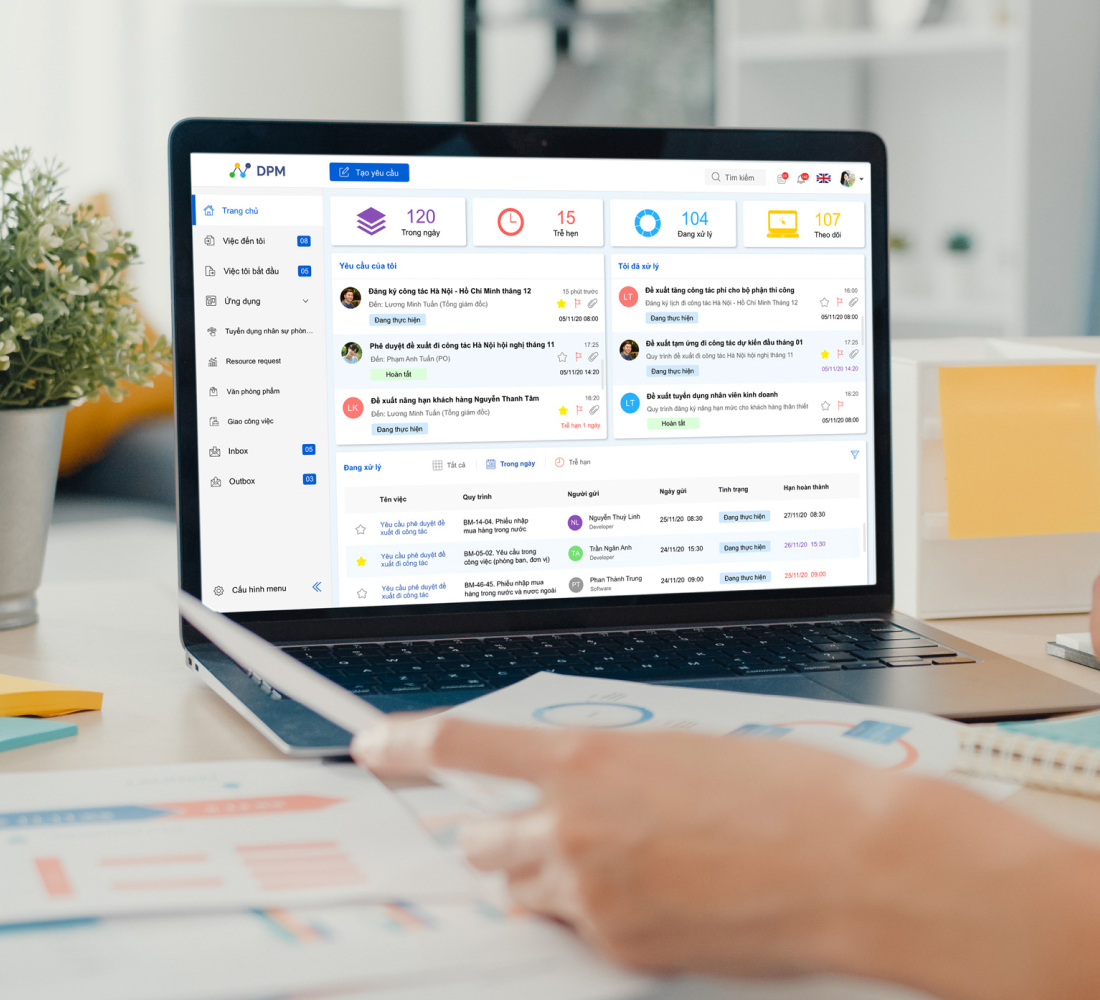 DPM
Tạo yêu cầu
Tìm kiếm
Trang chủ
Việc đến tôi 08
Việc tôi bắt đầu 05
Ứng dụng
Tuyển dụng nhân sự phòn...
Resource request
Văn phòng phẩm
Giao công việc
Inbox 05
Outbox 03
Cấu hình menu
120
Trong ngày
15
Trễ hẹn
104
Đang xử lý
107
Theo dõi
Yêu cầu của tôi
Đăng ký công tác Hà Nội - Hồ Chí Minh tháng 12
15 phút trước
Đến: Lương Minh Tuấn (Tổng giám đốc)
Đang thực hiện
05/11/20 08:00
Phê duyệt đề xuất đi công tác Hà Nội hội nghị tháng 11
17:25
Đến: Phạm Anh Tuấn (PO)
Hoàn tất
05/11/20 14:20
LK
Đề xuất nâng hạn khách hàng Nguyễn Thanh Tâm
18:20
Đến: Lương Minh Tuấn (Tổng giám đốc)
Đang thực hiện
Trễ hạn 1 ngày
Tôi đã xử lý
LT
Đề xuất tăng công tác phí cho bộ phận thi công
16:00
Đăng ký lịch đi công tác Hà Nội - Hồ Chí Minh Tháng 12
Đang thực hiện
05/11/20 08:00
Đề xuất tạm ứng đi công tác dự kiến đầu tháng 01
17:25
Quy trình đề xuất đi công tác Hà Nội hội nghị tháng 11
Đang thực hiện
05/11/20 14:20
LT
Đề xuất tuyển dụng nhân viên kinh doanh
18:20
Quy trình đăng ký nâng hạn mức cho khách hàng thân thiết
Hoàn tất
05/11/20 08:00
Đang xử lý
Tất cả
Trong ngày
Trễ hạn
Tên việc Quy trình Người gửi Ngày gửi Tình trạng Hạn hoàn thành
Yêu cầu phê duyệt đề
xuất đi công tác
BM-14-04. Phiếu nhập
mua hàng trong nước
NL
Nguyễn Thuỳ Linh
Developer
25/11/20 08:30
Đang thực hiện
27/11/20 08:30
Yêu cầu phê duyệt đề
xuất đi công tác
BM-05-02. Yêu cầu trong
công việc (phòng ban, đơn vị)
TA
Trần Ngân Anh
Developer
24/11/20 15:30
Đang thực hiện
26/11/20 15:30
Yêu cầu phê duyệt đề
xuất đi công tác
BM-46-45. Phiếu nhập mua
hàng trong nước và nước ngoài
PT
Phan Thành Trung
Software
24/11/20 09:00
Đang thực hiện
25/11/20 09:00